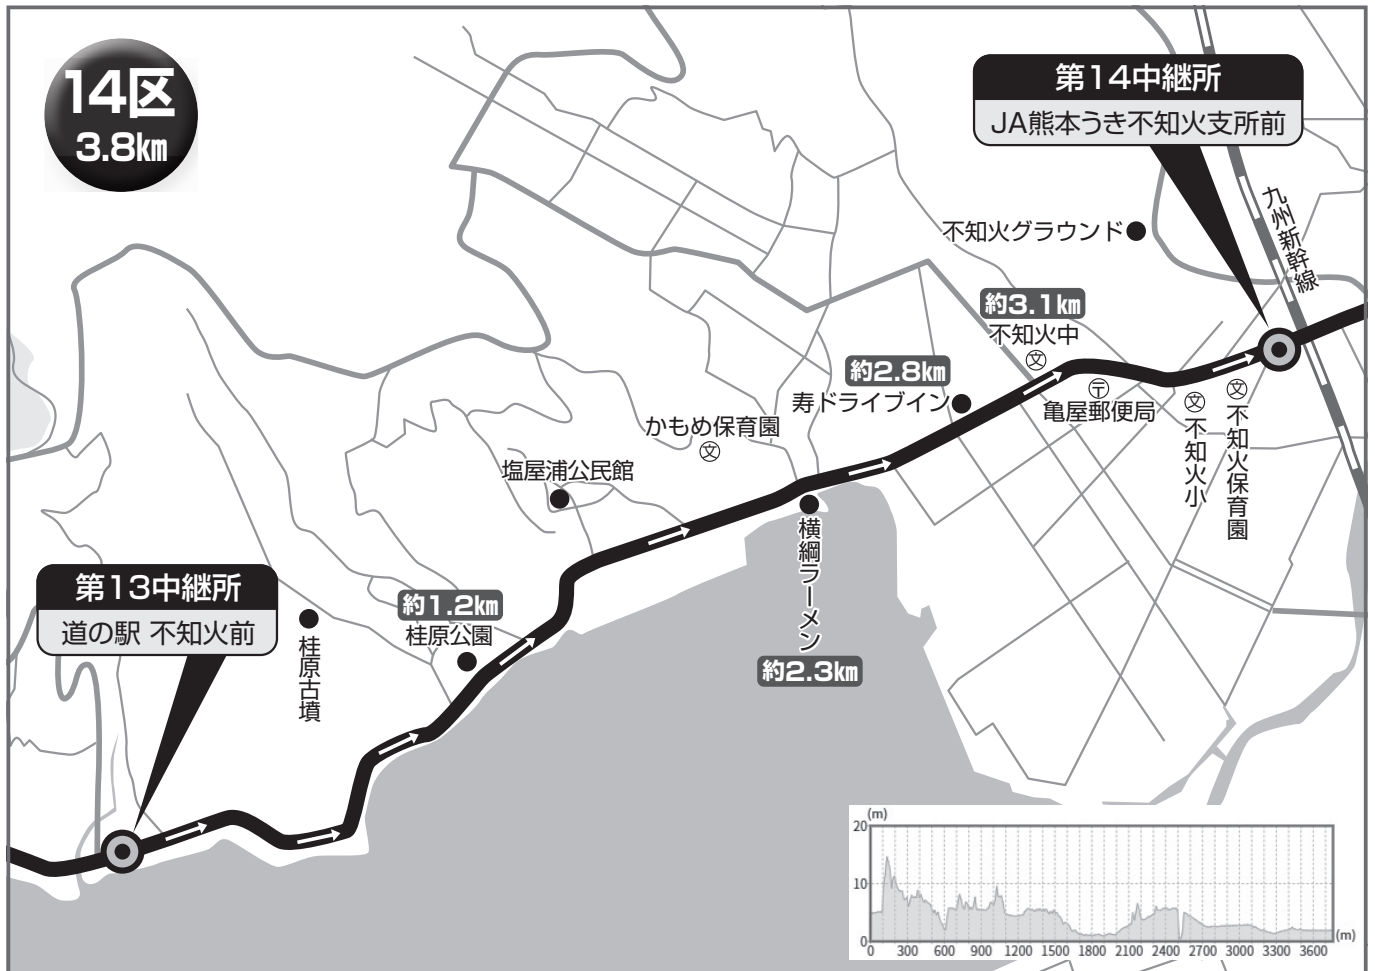 14区
3.8km
第14中継所
JA熊本うき不知火支所前
九州新幹線
不知火グラウンド
約3.1km
不知火中
文
約2.8km
寿ドライブイン
〒
亀屋郵便局
文
不知火小
文
不知火保育園
かもめ保育園
文
塩屋浦公民館
横綱ラーメン
約2.3km
第13中継所
道の駅 不知火前
桂原古墳
約1.2km
桂原公園
(m)
20
10
0
0 300 600 900 1200 1500 1800 2100 2400 2700 3000 3300 3600
(m)